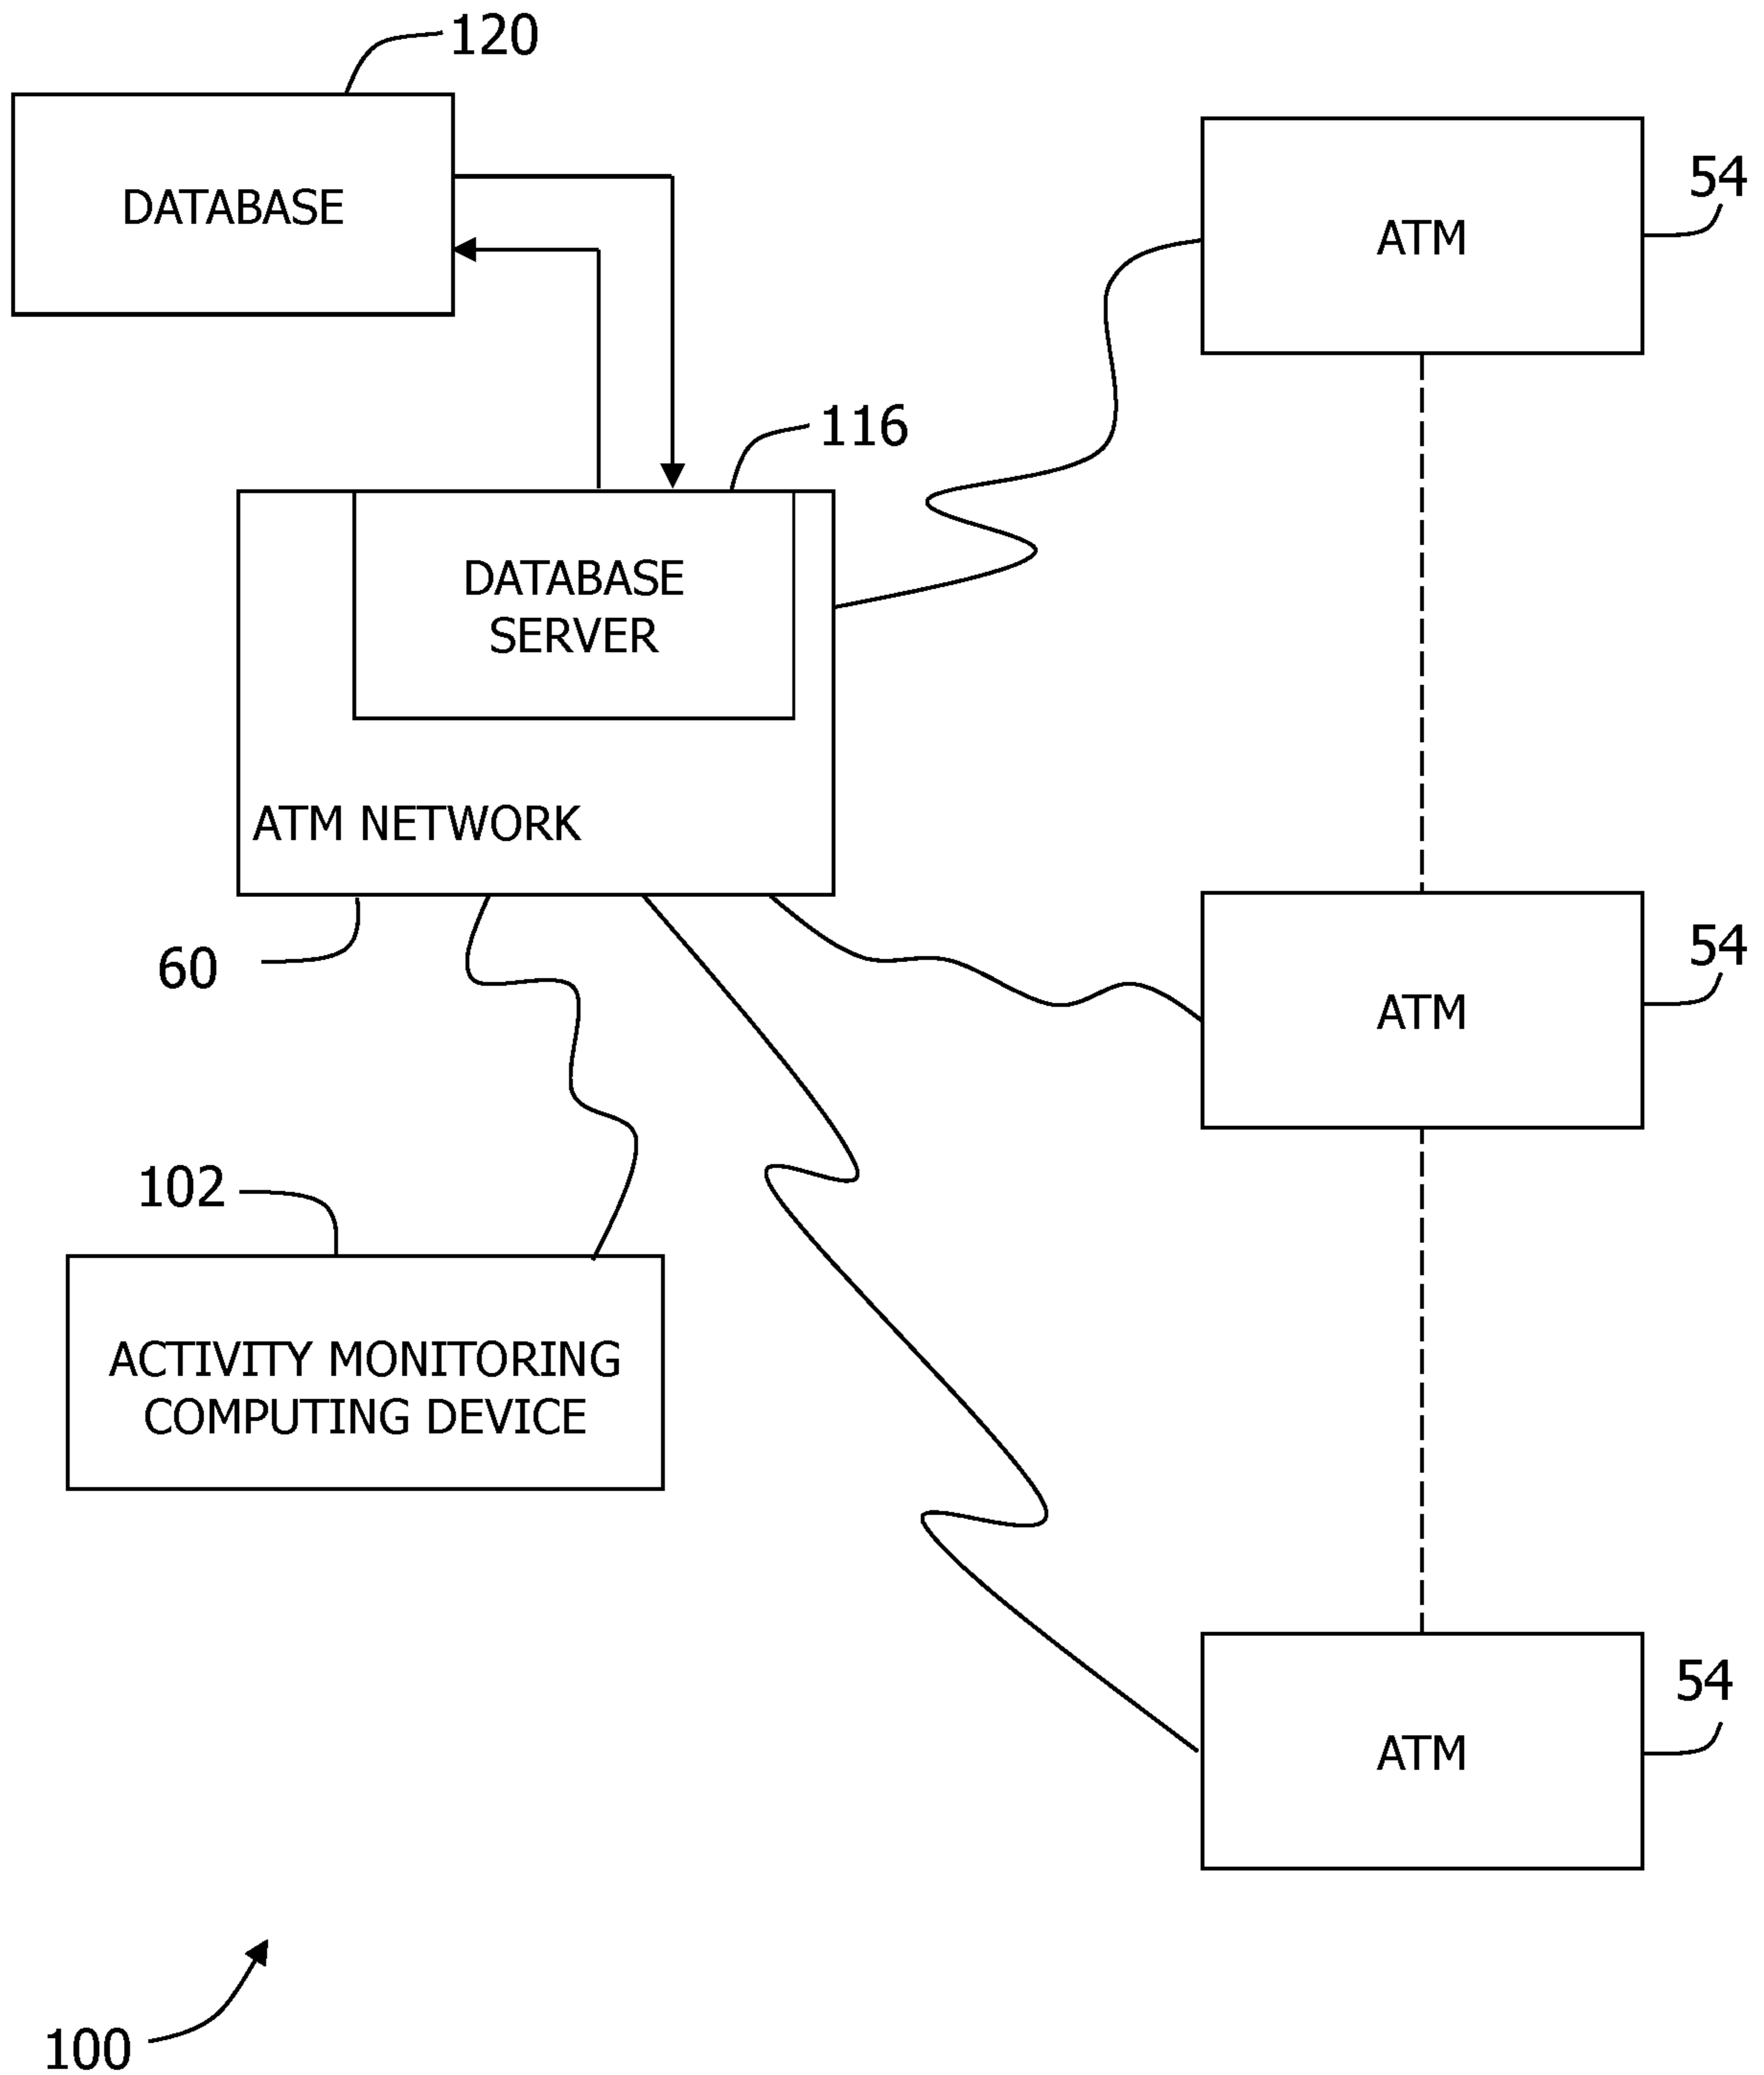 120
DATABASE
54
ATM
116
DATABASE
SERVER
ATM NETWORK
60
54
ATM
102
ACTIVITY MONITORING
COMPUTING DEVICE
54
ATM
100